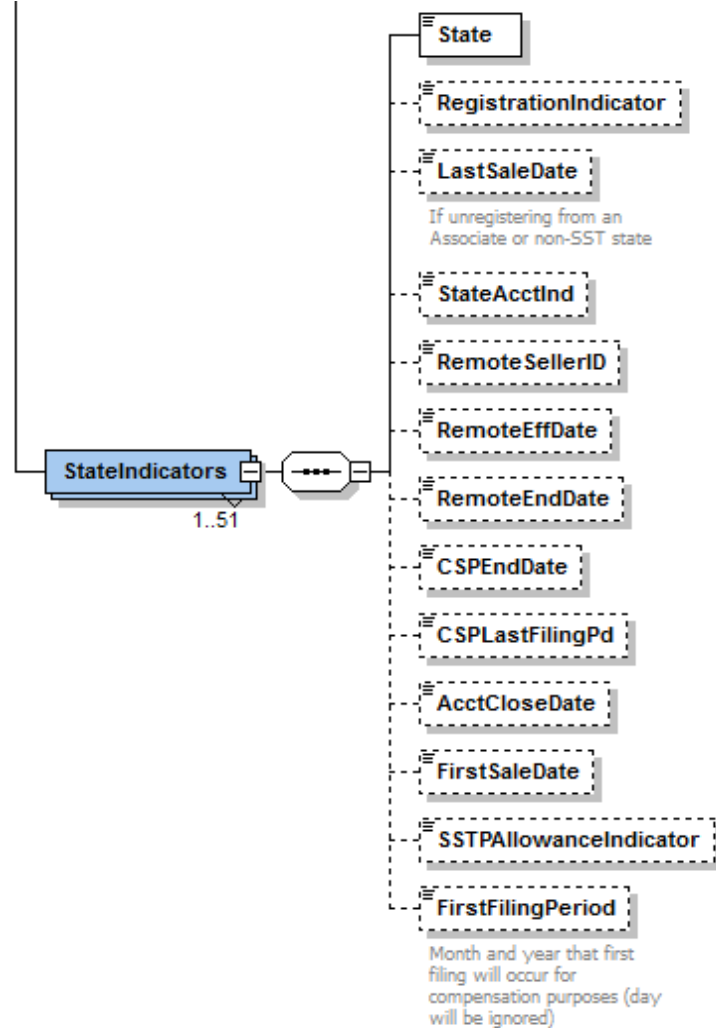 State
RegistrationIndicator
LastSaleDate
If unregistering from an
Associate or non-SST state
StateAcctInd
RemoteSellerID
RemoteEffDate
StateIndicators
RemoteEndDate
1..51
CSPEndDate
CSPLastFilingPd
AcctCloseDate
FirstSaleDate
SSTPAllowanceIndicator
FirstFilingPeriod
Month and year that first
filing will occur for
compensation purposes (day
will be ignored)